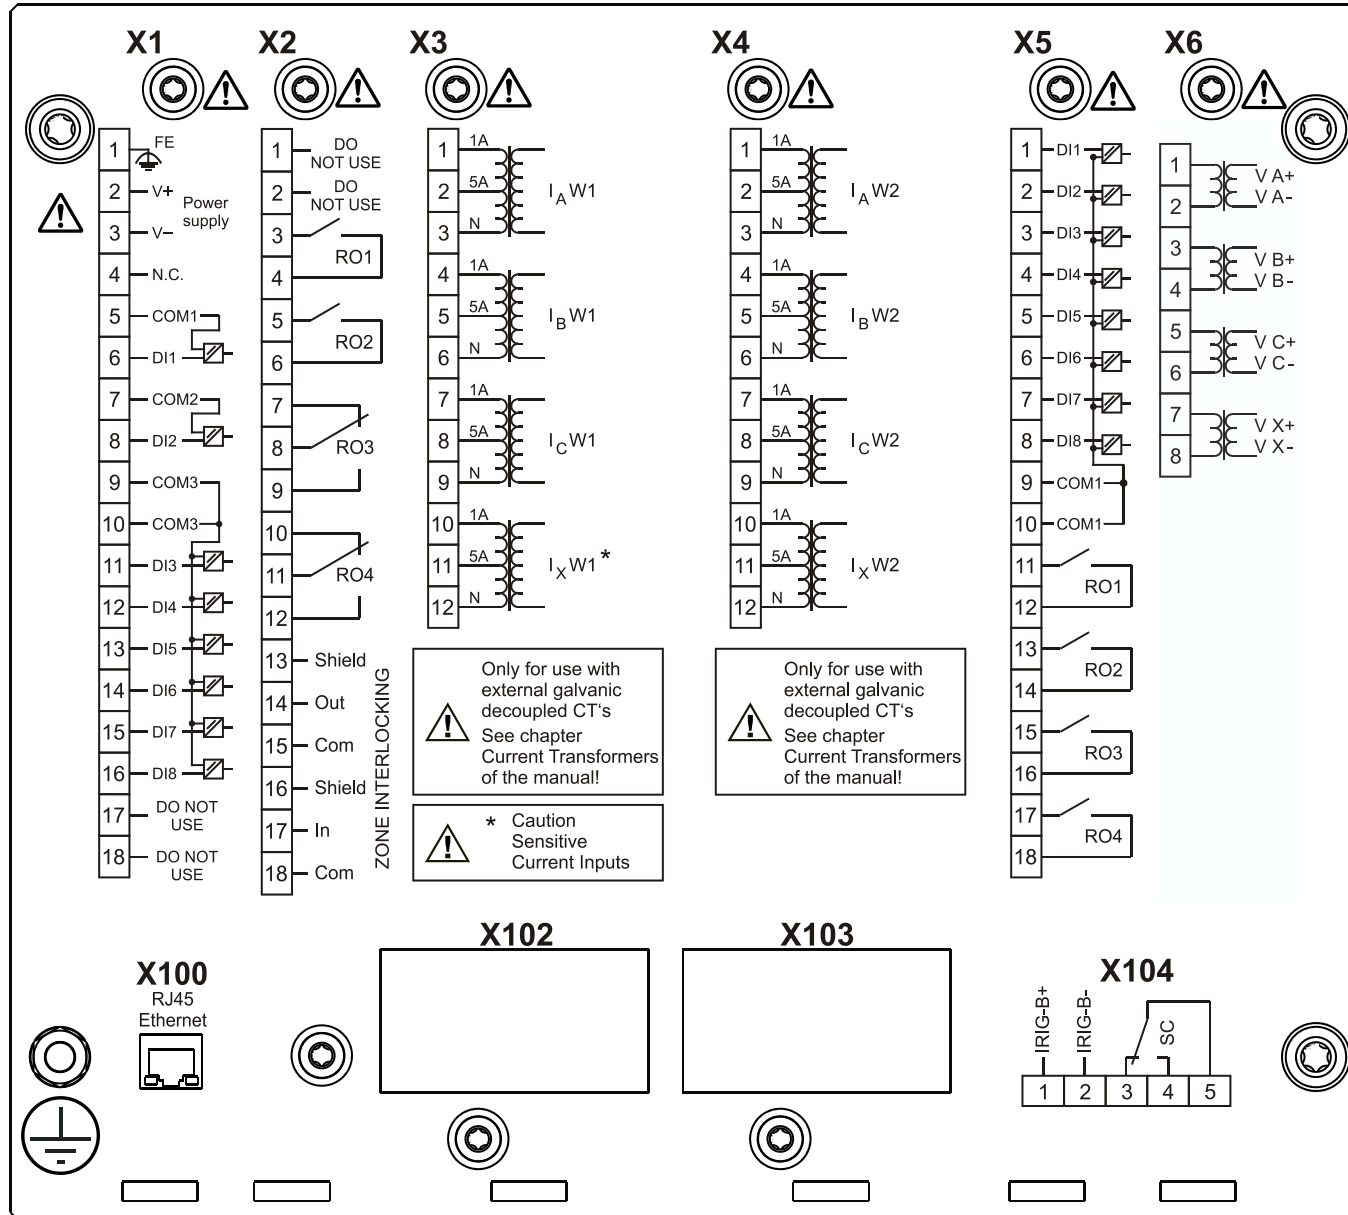 X1
X2
X3
X4
X5
X6
1 FE
2 V+
Power
supply
3 V–
4 N.C.
5 COM1
6 DI1
7 COM2
8 DI2
9 COM3
10 COM3
11 DI3
12 DI4
13 DI5
14 DI6
15 DI7
16 DI8
17 DO NOT
USE
18 DO NOT
USE
1 DO
NOT USE
2 DO
NOT USE
3
RO1
4
5
RO2
6
7
8 RO3
9
10
11 RO4
12
13 Shield
14 Out
15 Com
16 Shield
17 In
18 Com
ZONE INTERLOCKING
1 1A
2 5A IA W1
3 N
4 1A
5 5A IB W1
6 N
7 1A
8 5A IC W1
9 N
10 1A
11 5A IX W1 *
12 N
Only for use with
external galvanic
decoupled CT‘s
See chapter
Current Transformers
of the manual!
* Caution
Sensitive
Current Inputs
1 1A
2 5A IA W2
3 N
4 1A
5 5A IB W2
6 N
7 1A
8 5A IC W2
9 N
10 1A
11 5A IX W2
12 N
Only for use with
external galvanic
decoupled CT‘s
See chapter
Current Transformers
of the manual!
1 DI1
2 DI2
3 DI3
4 DI4
5 DI5
6 DI6
7 DI7
8 DI8
9 COM1
10 COM1
11
RO1
12
13
RO2
14
15
RO3
16
17
RO4
18
1 V A+
2 V A-
3 V B+
4 V B-
5 V C+
6 V C-
7 V X+
8 V X-
X100
RJ45
Ethernet
X102
X103
X104
IRIG-B+
IRIG-B-
SC
1 2 3 4 5